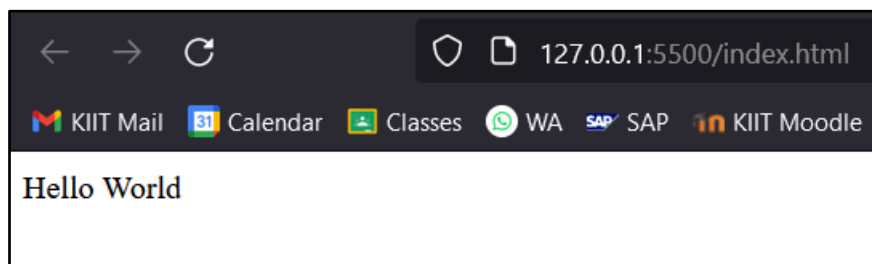 127.0.0.1:5500/index.html
KIIT Mail 31 Calendar Classes WA SAP SAP KIIT Moodle
Hello World